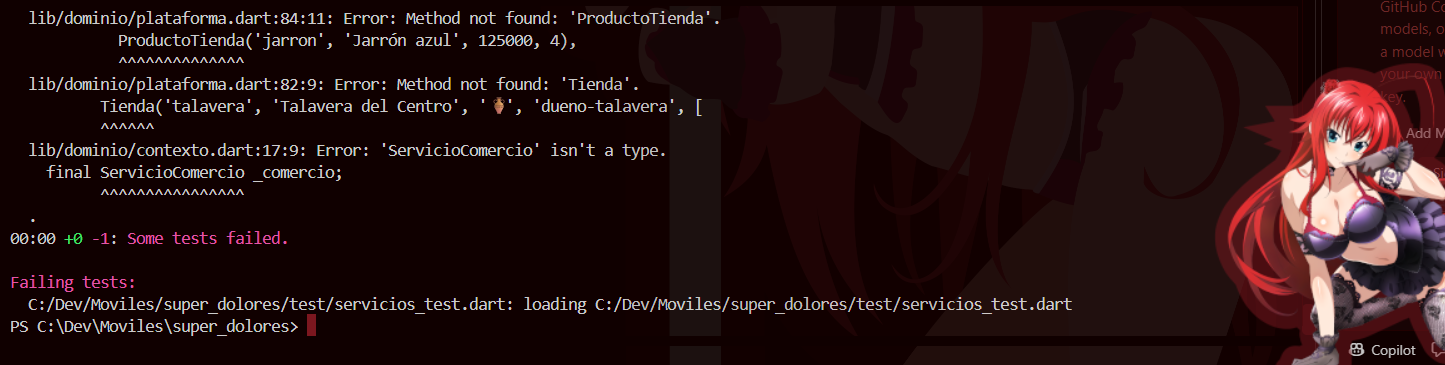 lib/dominio/plataforma.dart:84:11: Error: Method not found: 'ProductoTienda'.
ProductoTienda('jarron', 'Jarrón azul', 125000, 4),
^^^^^^^^^^^^^^
lib/dominio/plataforma.dart:82:9: Error: Method not found: 'Tienda'.
Tienda('talavera', 'Talavera del Centro', '🏺', 'dueno-talavera', [
^^^^^^
lib/dominio/contexto.dart:17:9: Error: 'ServicioComercio' isn't a type.
final ServicioComercio _comercio;
^^^^^^^^^^^^^^^^
.
00:00 +0 -1: Some tests failed.
Failing tests:
C:/Dev/Moviles/super_dolores/test/servicios_test.dart: loading C:/Dev/Moviles/super_dolores/test/servicios_test.dart
PS C:\Dev\Moviles\super_dolores>
GitHub Co
models, o
a model w
your own
key.
Add M
Copilot